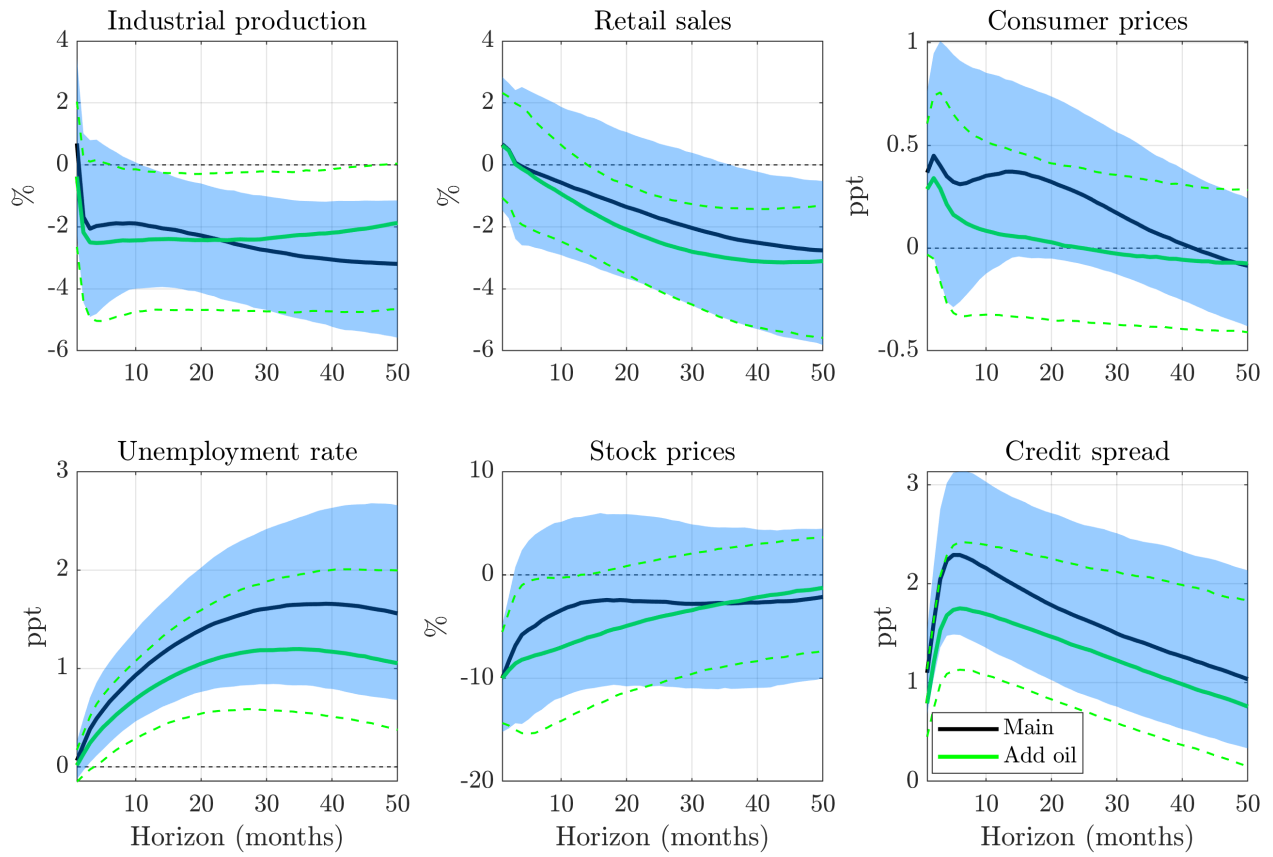 Industrial production
4
2
0
-2
-4
-6
%
10 20 30 40 50
Retail sales
4
2
0
-2
-4
-6
%
10 20 30 40 50
Consumer prices
1
0.5
0
-0.5
ppt
10 20 30 40 50
Unemployment rate
3
2
1
0
ppt
10 20 30 40 50
Horizon (months)
Stock prices
10
0
-10
-20
%
10 20 30 40 50
Horizon (months)
Credit spread
3
2
1
0
ppt
Main
Add oil
10 20 30 40 50
Horizon (months)